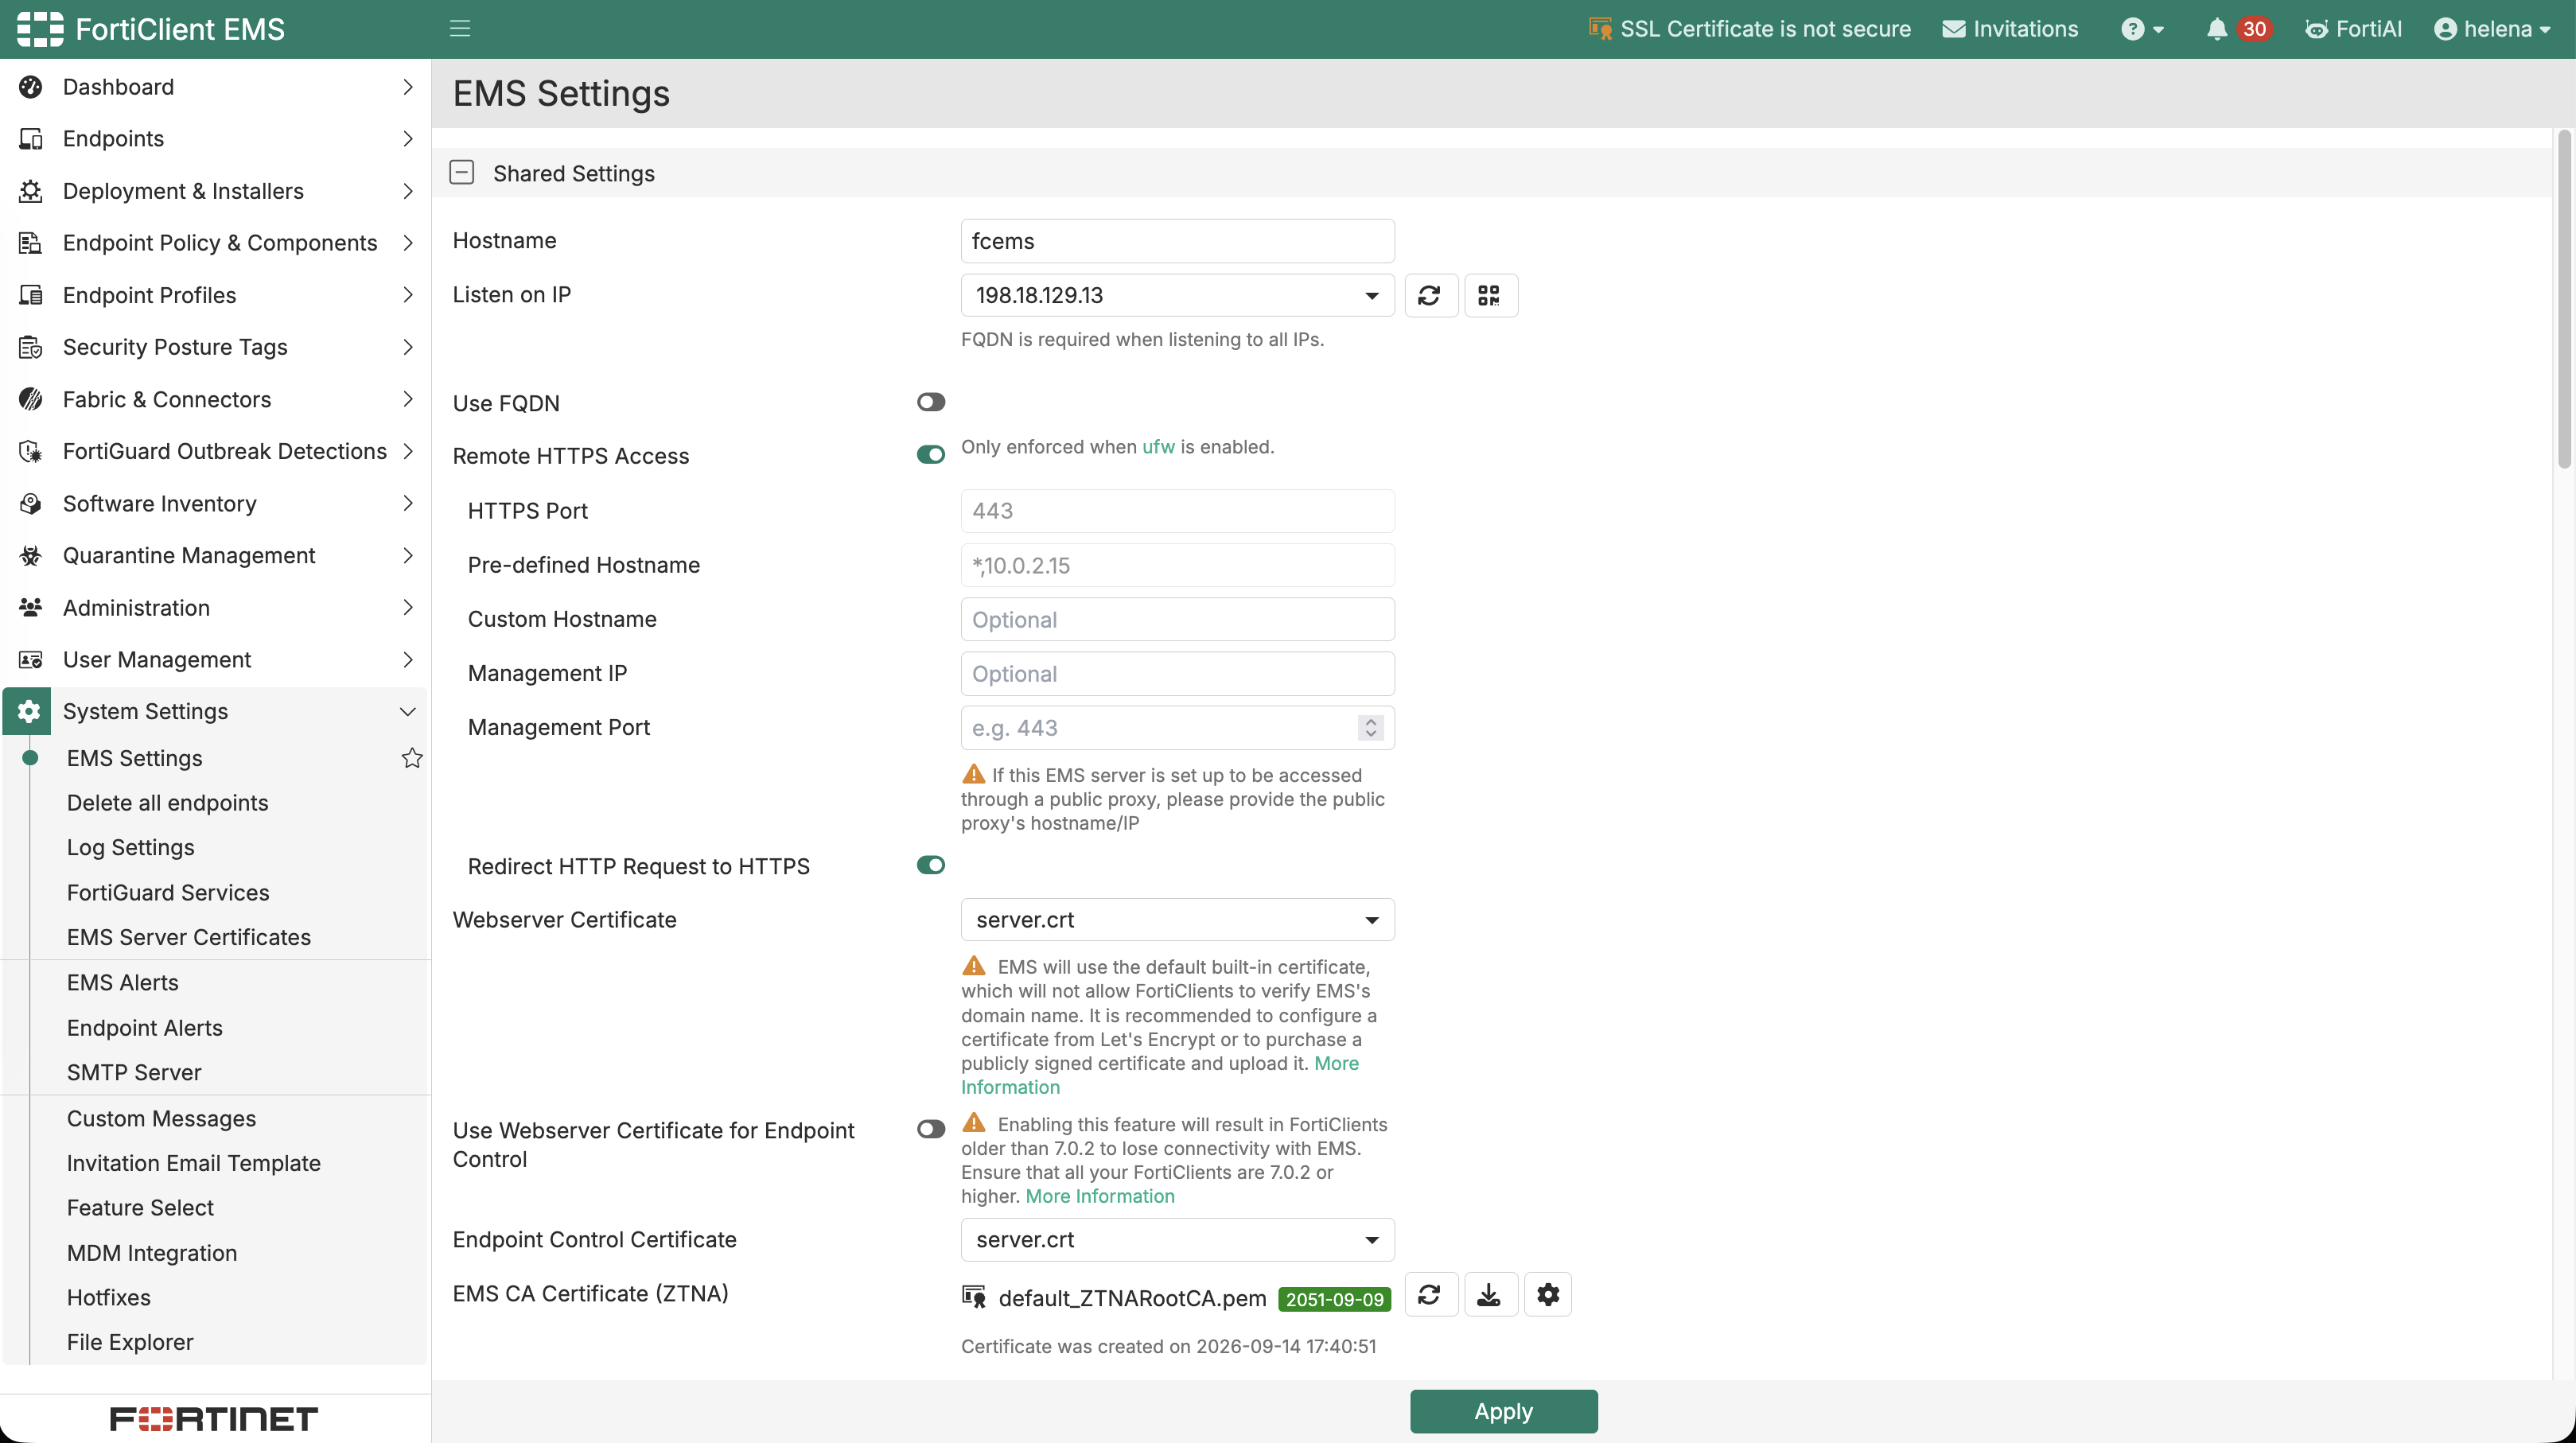 FortiClient EMS
SSL Certificate is not secure
Invitations
?
30
FortiAI
helena
Dashboard
Endpoints
Deployment & Installers
Endpoint Policy & Components
Endpoint Profiles
Security Posture Tags
Fabric & Connectors
FortiGuard Outbreak Detections
Software Inventory
Quarantine Management
Administration
User Management
System Settings
EMS Settings
Delete all endpoints
Log Settings
FortiGuard Services
EMS Server Certificates
EMS Alerts
Endpoint Alerts
SMTP Server
Custom Messages
Invitation Email Template
Feature Select
MDM Integration
Hotfixes
File Explorer
FORTINET
EMS Settings
Shared Settings
Hostname
fcems
Listen on IP
198.18.129.13
FQDN is required when listening to all IPs.
Use FQDN
Remote HTTPS Access
Only enforced when ufw is enabled.
HTTPS Port
443
Pre-defined Hostname
*,10.0.2.15
Custom Hostname
Optional
Management IP
Optional
Management Port
e.g. 443
If this EMS server is set up to be accessed
through a public proxy, please provide the public
proxy's hostname/IP
Redirect HTTP Request to HTTPS
Webserver Certificate
server.crt
EMS will use the default built-in certificate,
which will not allow FortiClients to verify EMS's
domain name. It is recommended to configure a
certificate from Let's Encrypt or to purchase a
publicly signed certificate and upload it. More
Information
Use Webserver Certificate for Endpoint
Control
Enabling this feature will result in FortiClients
older than 7.0.2 to lose connectivity with EMS.
Ensure that all your FortiClients are 7.0.2 or
higher. More Information
Endpoint Control Certificate
server.crt
EMS CA Certificate (ZTNA)
default_ZTNARootCA.pem
2051-09-09
Certificate was created on 2026-09-14 17:40:51
Apply